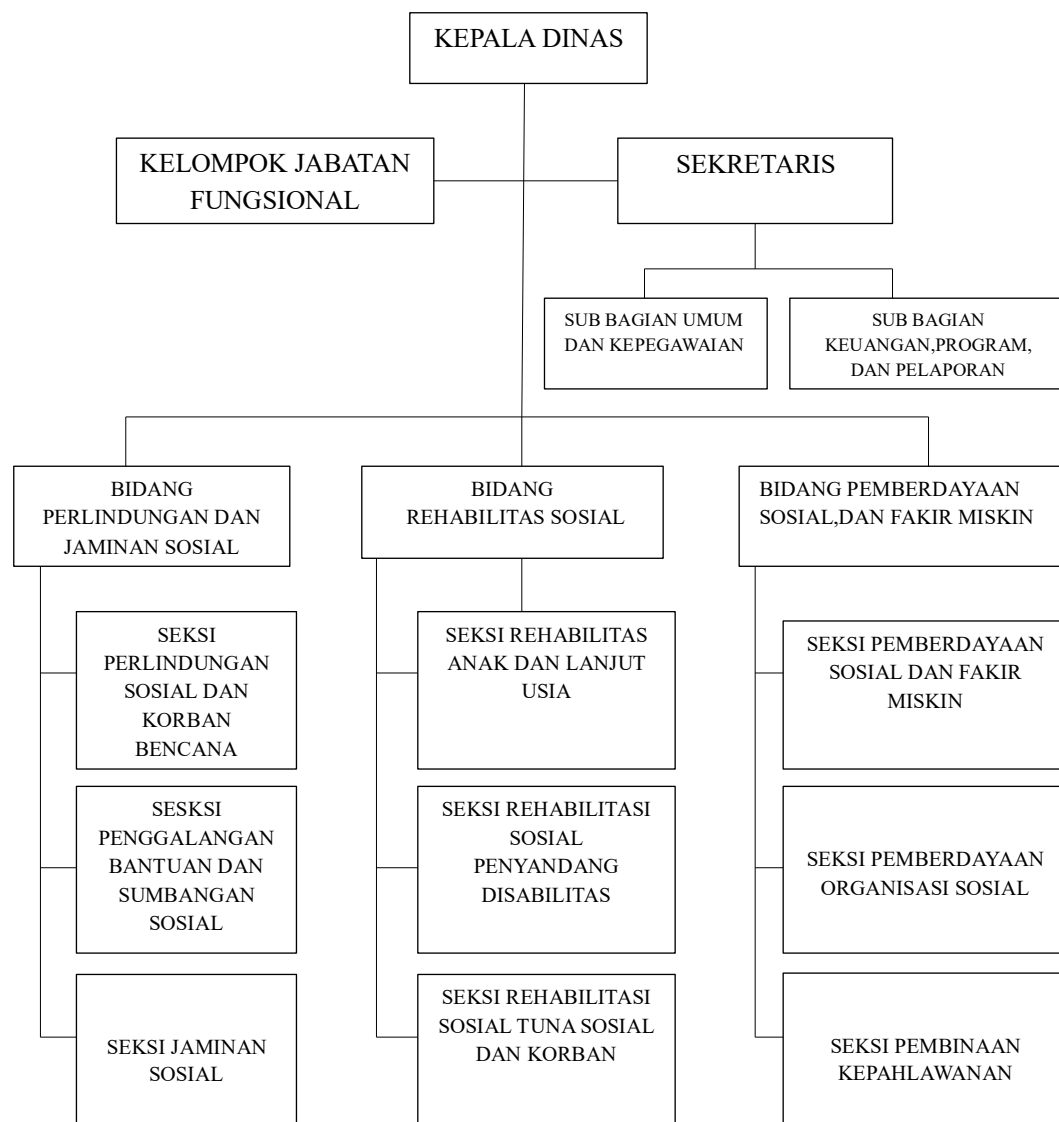 KEPALA DINAS
KELOMPOK JABATAN
FUNGSIONAL
SEKRETARIS
SUB BAGIAN UMUM
DAN KEPEGAWAIAN
SUB BAGIAN
KEUANGAN,PROGRAM,
DAN PELAPORAN
BIDANG
PERLINDUNGAN DAN
JAMINAN SOSIAL
BIDANG
REHABILITAS SOSIAL
BIDANG PEMBERDAYAAN
SOSIAL,DAN FAKIR MISKIN
SEKSI
PERLINDUNGAN
SOSIAL DAN
KORBAN
BENCANA
SEKSI REHABILITAS
ANAK DAN LANJUT
USIA
SEKSI PEMBERDAYAAN
SOSIAL DAN FAKIR
MISKIN
SESKSI
PENGGALANGAN
BANTUAN DAN
SUMBANGAN
SOSIAL
SEKSI REHABILITASI
SOSIAL
PENYANDANG
DISABILITAS
SEKSI PEMBERDAYAAN
ORGANISASI SOSIAL
SEKSI JAMINAN
SOSIAL
SEKSI REHABILITASI
SOSIAL TUNA SOSIAL
DAN KORBAN
SEKSI PEMBINAAN
KEPAHLAWANAN